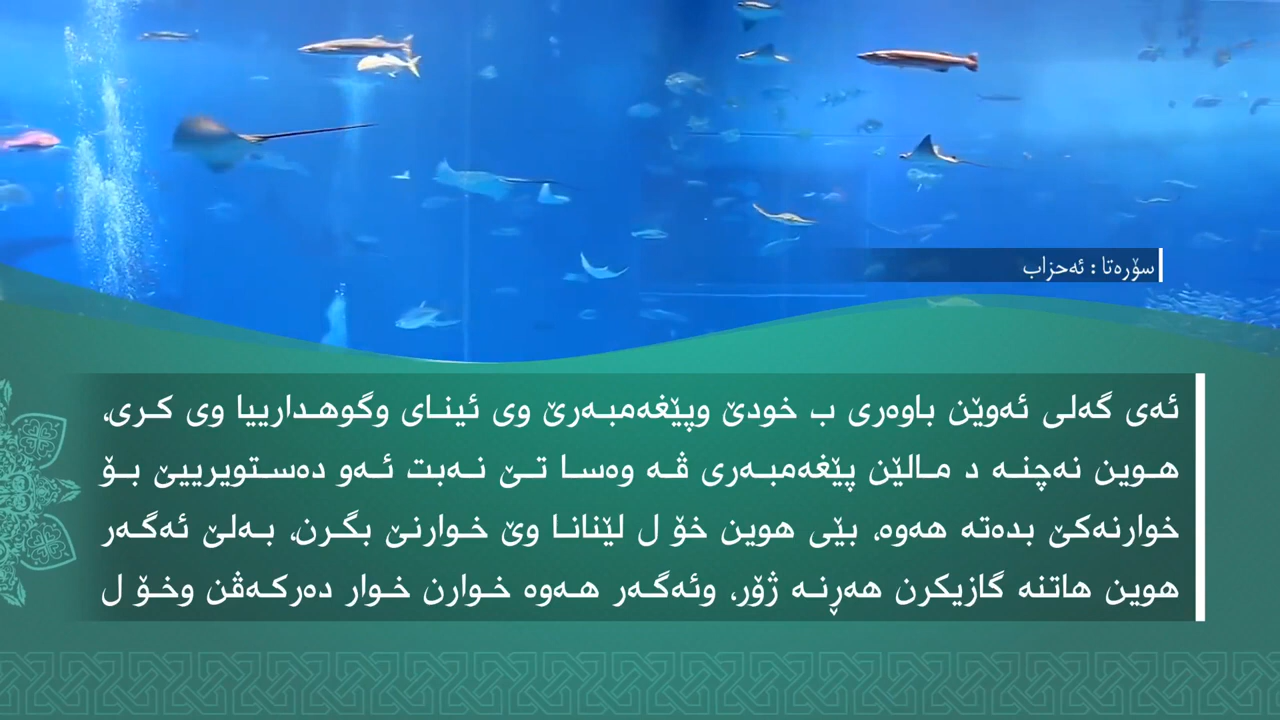 سۆرەتا : ئەحزاب
ئەی گەلی ئەوێن باوەری ب خودێ وپێغەمبەرێ وی ئینای وگوهدارییا وی کری،
هوین نەچنە د مالێن پێغەمبەری ڤە وەسا تێ نەبت ئەو دەستویرییێ بۆ
خوارنەکێ بدەتە هەوە، بێی هوین خۆ ل لێنانا وێ خوارنێ بگرن، بەلێ ئەگەر
هوین هاتنە گازیکرن هەڕنە ژۆر، وئەگەر هەوە خوارن خوار دەرکەڤن وخۆ ل